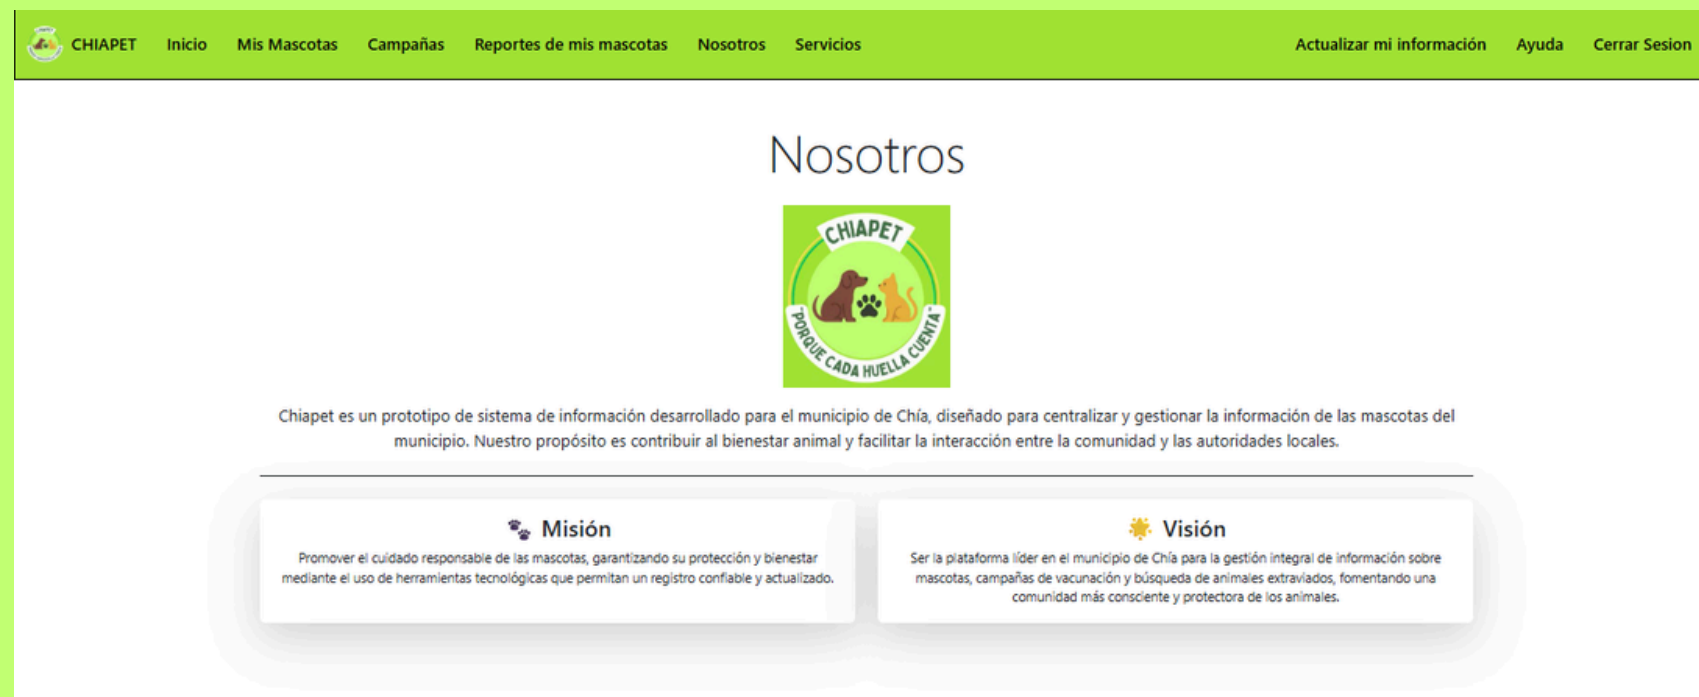 CHIAPET Inicio Mis Mascotas Campañas Reportes de mis mascotas Nosotros Servicios Actualizar mi información Ayuda Cerrar Sesion
Nosotros
CHIAPET
"PORQUE CADA HUELLA CUENTA"
Chiapet es un prototipo de sistema de información desarrollado para el municipio de Chía, diseñado para centralizar y gestionar la información de las mascotas del
municipio. Nuestro propósito es contribuir al bienestar animal y facilitar la interacción entre la comunidad y las autoridades locales.
Misión
Promover el cuidado responsable de las mascotas, garantizando su protección y bienestar
mediante el uso de herramientas tecnológicas que permitan un registro confiable y actualizado.
Visión
Ser la plataforma líder en el municipio de Chía para la gestión integral de información sobre
mascotas, campañas de vacunación y búsqueda de animales extraviados, fomentando una
comunidad más consciente y protectora de los animales.